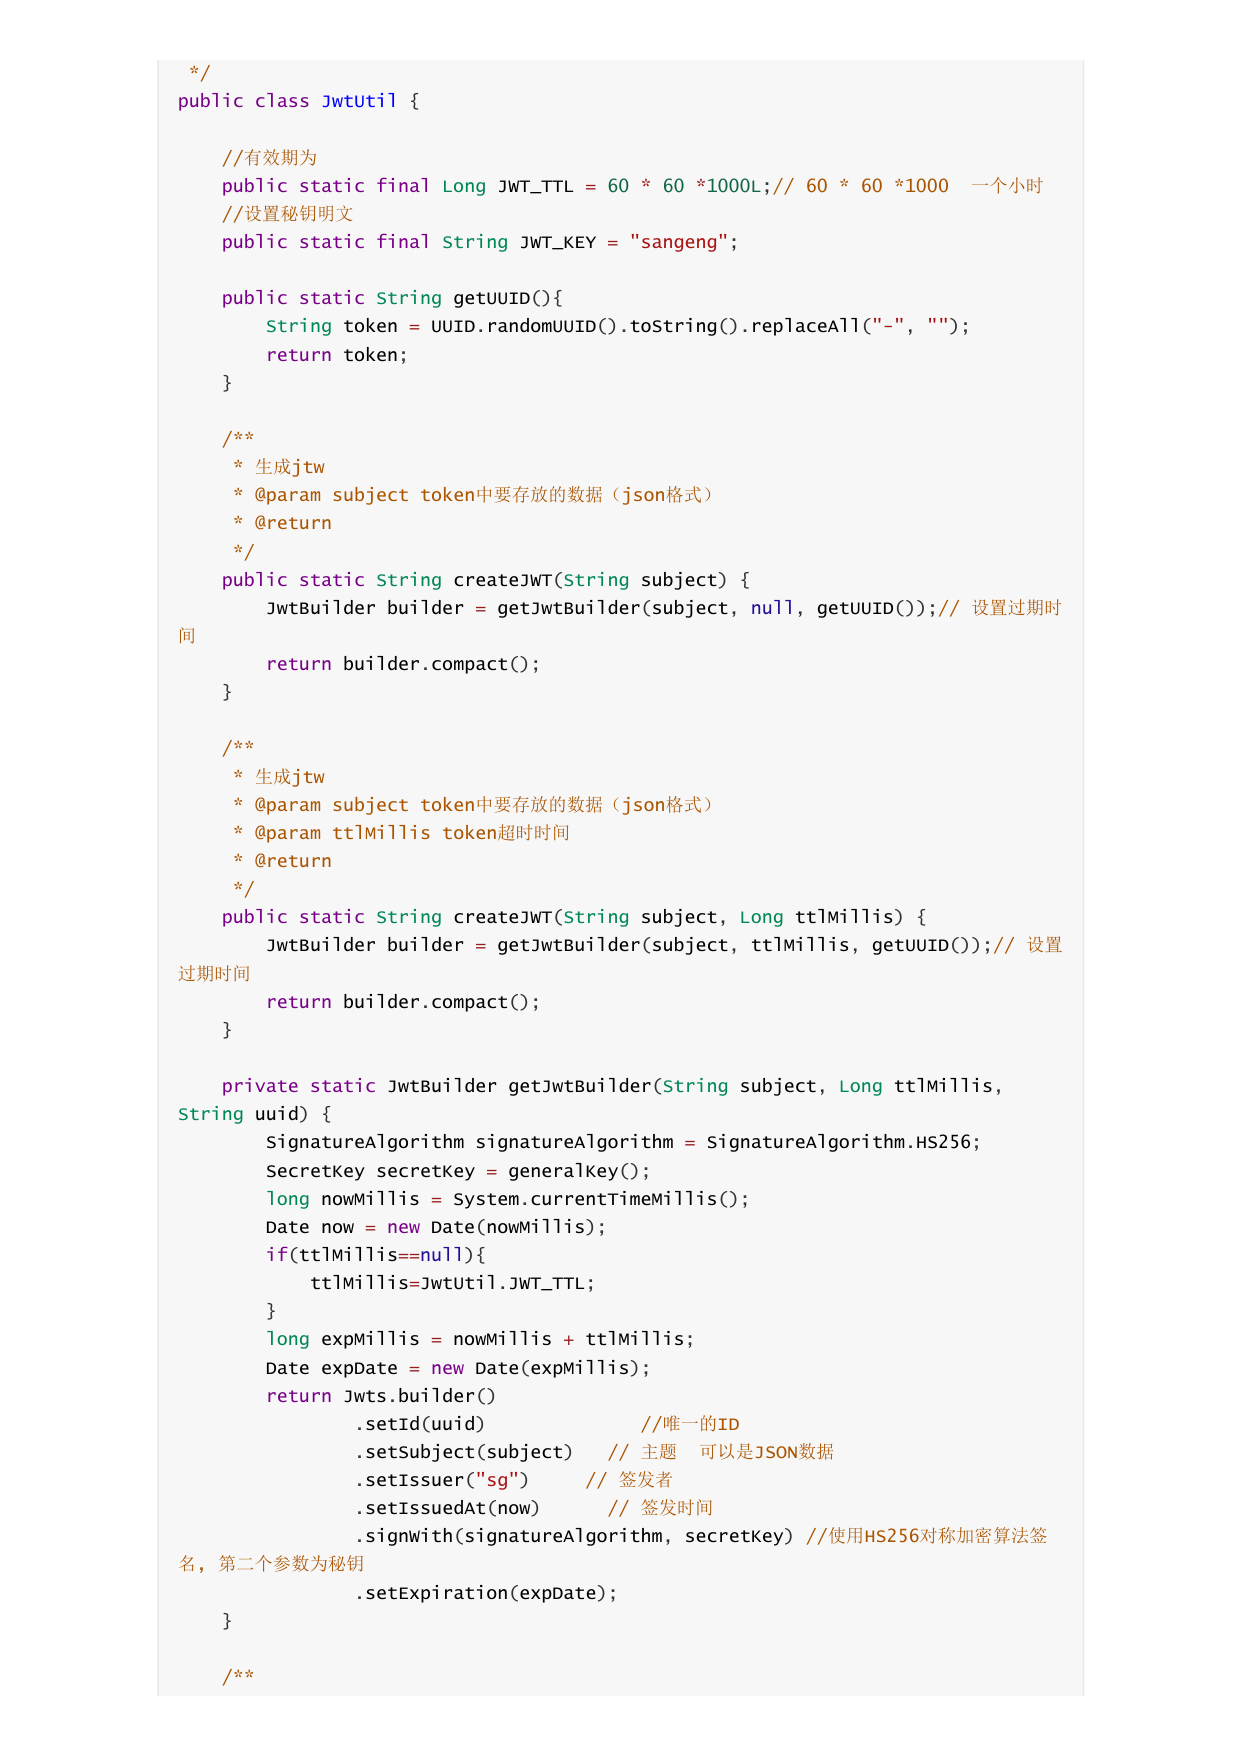 */
public class JwtUtil {

    //有效期为
    public static final Long JWT_TTL = 60 * 60 *1000L;// 60 * 60 *1000  一个小时
    //设置秘钥明文
    public static final String JWT_KEY = "sangeng";

    public static String getUUID(){
        String token = UUID.randomUUID().toString().replaceAll("-", "");
        return token;
    }

    /**
     * 生成jtw
     * @param subject token中要存放的数据（json格式）
     * @return
     */
    public static String createJWT(String subject) {
        JwtBuilder builder = getJwtBuilder(subject, null, getUUID());// 设置过期时
间
        return builder.compact();
    }

    /**
     * 生成jtw
     * @param subject token中要存放的数据（json格式）
     * @param ttlMillis token超时时间
     * @return
     */
    public static String createJWT(String subject, Long ttlMillis) {
        JwtBuilder builder = getJwtBuilder(subject, ttlMillis, getUUID());// 设置
过期时间
        return builder.compact();
    }

    private static JwtBuilder getJwtBuilder(String subject, Long ttlMillis,
String uuid) {
        SignatureAlgorithm signatureAlgorithm = SignatureAlgorithm.HS256;
        SecretKey secretKey = generalKey();
        long nowMillis = System.currentTimeMillis();
        Date now = new Date(nowMillis);
        if(ttlMillis==null){
            ttlMillis=JwtUtil.JWT_TTL;
        }
        long expMillis = nowMillis + ttlMillis;
        Date expDate = new Date(expMillis);
        return Jwts.builder()
                .setId(uuid)              //唯一的ID
                .setSubject(subject)   // 主题  可以是JSON数据
                .setIssuer("sg")     // 签发者
                .setIssuedAt(now)      // 签发时间
                .signWith(signatureAlgorithm, secretKey) //使用HS256对称加密算法签
名, 第二个参数为秘钥
                .setExpiration(expDate);
    }

    /**